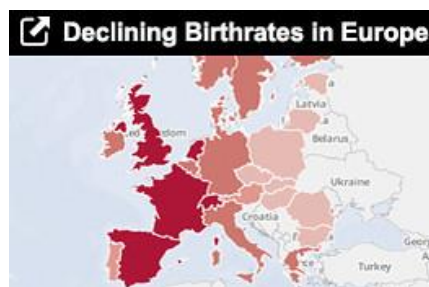 Declining Birthrates in Europe
Latvia
Belarus
Ukraine
Croatia
Turkey